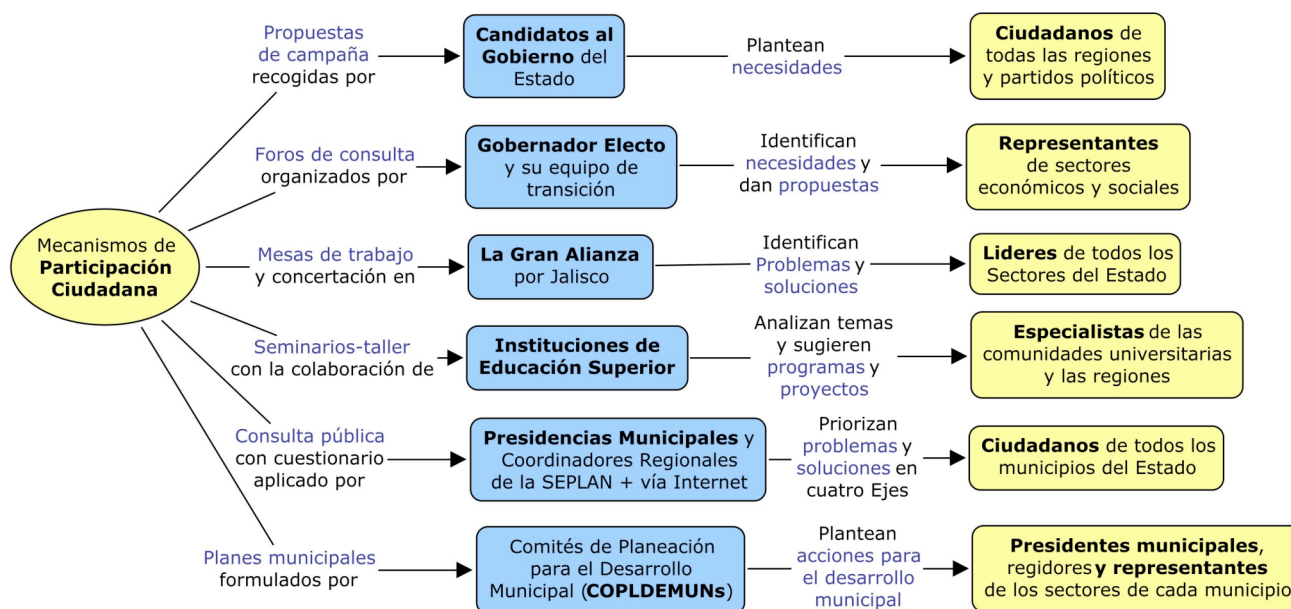 Mecanismos de
Participación
Ciudadana
Propuestas
de campaña
recogidas por
Candidatos al
Gobierno del
Estado
Plantean
necesidades
Ciudadanos de
todas las regiones
y partidos políticos
Foros de consulta
organizados por
Gobernador Electo
y su equipo de
transición
Identifican
necesidades y
dan propuestas
Representantes
de sectores
económicos y sociales
Mesas de trabajo
y concertación en
La Gran Alianza
por Jalisco
Identifican
Problemas y
soluciones
Lideres de todos los
Sectores del Estado
Seminarios-taller
con la colaboración de
Instituciones de
Educación Superior
Analizan temas
y sugieren
programas y
proyectos
Especialistas de las
comunidades universitarias
y las regiones
Consulta pública
con cuestionario
aplicado por
Presidencias Municipales y
Coordinadores Regionales
de la SEPLAN + vía Internet
Priorizan
problemas y
soluciones en
cuatro Ejes
Ciudadanos de todos los
municipios del Estado
Planes municipales
formulados por
Comités de Planeación
para el Desarrollo
Municipal (COPLDEMUNs)
Plantean
acciones para
el desarrollo
municipal
Presidentes municipales,
regidores y representantes
de los sectores de cada municipio